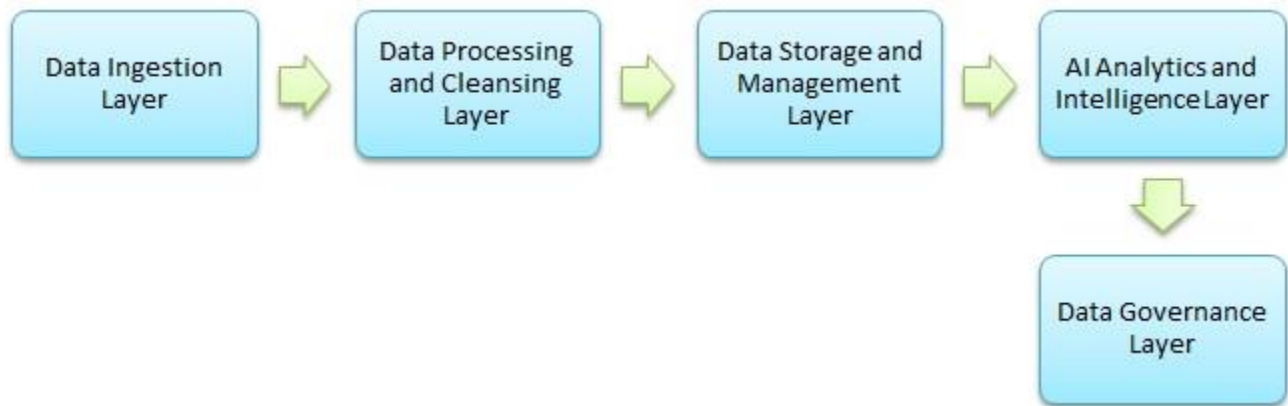 Data Ingestion
Layer
Data Processing
and Cleansing
Layer
Data Storage and
Management
Layer
AI Analytics and
Intelligence Layer
Data Governance
Layer